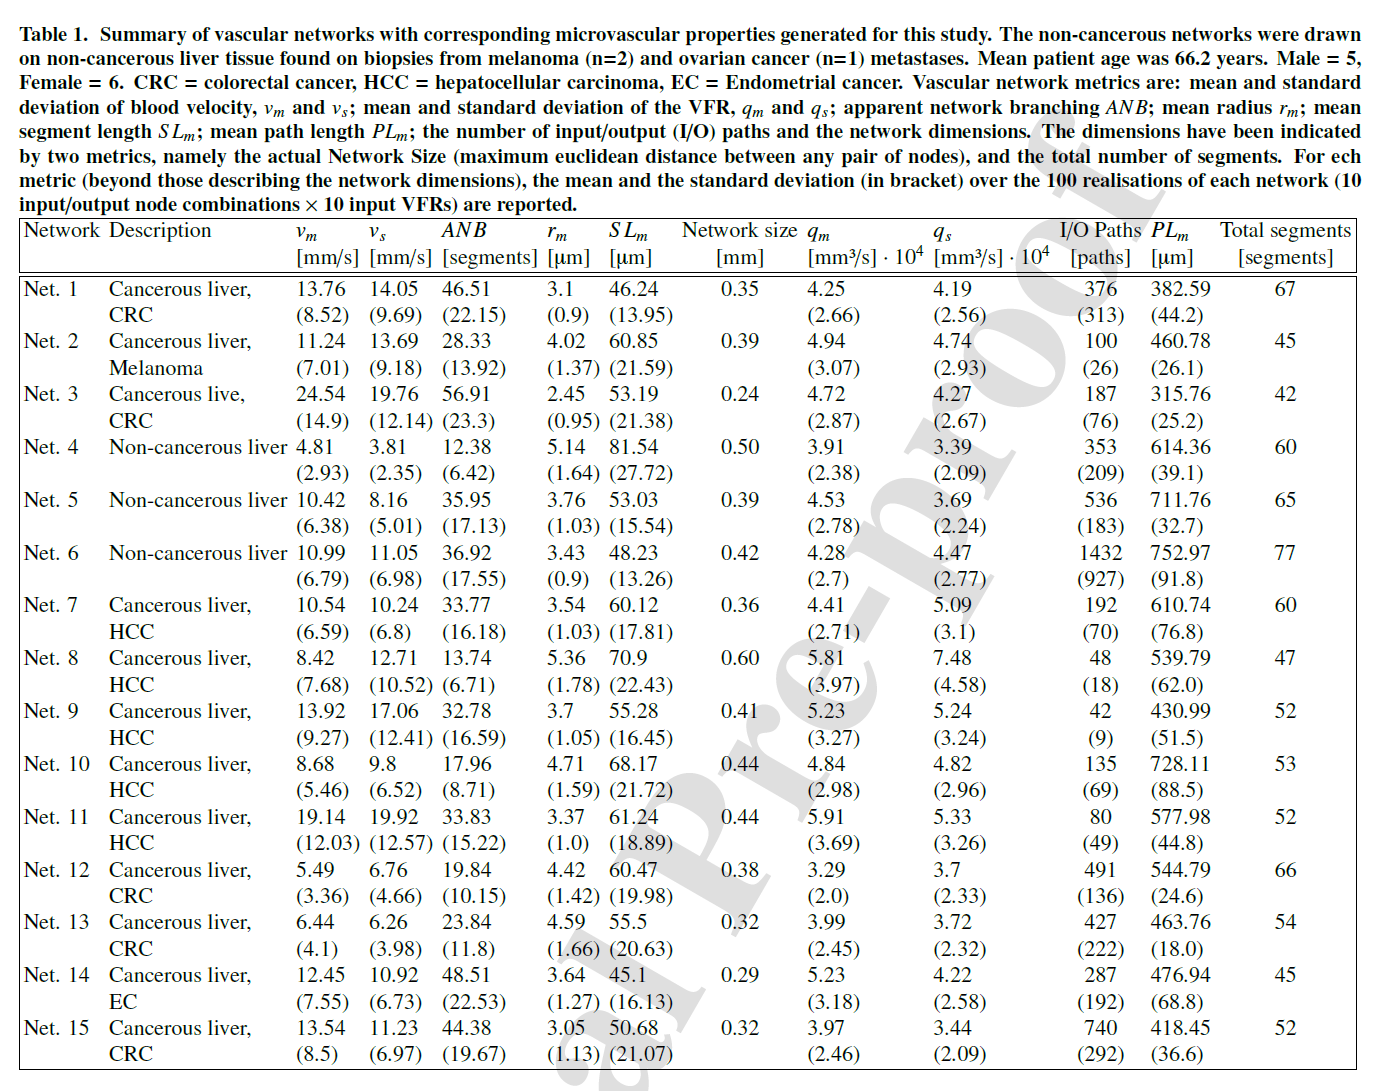 Table 1. Summary of vascular networks with corresponding microvascular properties generated for this study. The non-cancerous networks were drawn
on non-cancerous liver tissue found on biopsies from melanoma (n=2) and ovarian cancer (n=1) metastases. Mean patient age was 66.2 years. Male = 5,
Female = 6. CRC = colorectal cancer, HCC = hepatocellular carcinoma, EC = Endometrial cancer. Vascular network metrics are: mean and standard
deviation of blood velocity, vm and vs; mean and standard deviation of the VFR, qm and qs; apparent network branching ANB; mean radius rm; mean
segment length SLm; mean path length PLm; the number of input/output (I/O) paths and the network dimensions. The dimensions have been indicated
by two metrics, namely the actual Network Size (maximum euclidean distance between any pair of nodes), and the total number of segments. For ech
metric (beyond those describing the network dimensions), the mean and the standard deviation (in bracket) over the 100 realisations of each network (10
input/output node combinations × 10 input VFRs) are reported.
Network Description vm vs ANB rm SLm Network size qm qs I/O Paths PLm Total segments
[mm/s] [mm/s] [segments] [μm] [μm] [mm] [mm³/s] · 10⁴ [mm³/s] · 10⁴ [paths] [μm] [segments]
Net. 1 Cancerous liver, 13.76 14.05 46.51 3.1 46.24 0.35 4.25 4.19 376 382.59 67
CRC (8.52) (9.69) (22.15) (0.9) (13.95) (2.66) (2.56) (313) (44.2)
Net. 2 Cancerous liver, 11.24 13.69 28.33 4.02 60.85 0.39 4.94 4.74 100 460.78 45
Melanoma (7.01) (9.18) (13.92) (1.37) (21.59) (3.07) (2.93) (26) (26.1)
Net. 3 Cancerous live, 24.54 19.76 56.91 2.45 53.19 0.24 4.72 4.27 187 315.76 42
CRC (14.9) (12.14) (23.3) (0.95) (21.38) (2.87) (2.67) (76) (25.2)
Net. 4 Non-cancerous liver 4.81 3.81 12.38 5.14 81.54 0.50 3.91 3.39 353 614.36 60
(2.93) (2.35) (6.42) (1.64) (27.72) (2.38) (2.09) (209) (39.1)
Net. 5 Non-cancerous liver 10.42 8.16 35.95 3.76 53.03 0.39 4.53 3.69 536 711.76 65
(6.38) (5.01) (17.13) (1.03) (15.54) (2.78) (2.24) (183) (32.7)
Net. 6 Non-cancerous liver 10.99 11.05 36.92 3.43 48.23 0.42 4.28 4.47 1432 752.97 77
(6.79) (6.98) (17.55) (0.9) (13.26) (2.7) (2.77) (927) (91.8)
Net. 7 Cancerous liver, 10.54 10.24 33.77 3.54 60.12 0.36 4.41 5.09 192 610.74 60
HCC (6.59) (6.8) (16.18) (1.03) (17.81) (2.71) (3.1) (70) (76.8)
Net. 8 Cancerous liver, 8.42 12.71 13.74 5.36 70.9 0.60 5.81 7.48 48 539.79 47
HCC (7.68) (10.52) (6.71) (1.78) (22.43) (3.97) (4.58) (18) (62.0)
Net. 9 Cancerous liver, 13.92 17.06 32.78 3.7 55.28 0.41 5.23 5.24 42 430.99 52
HCC (9.27) (12.41) (16.59) (1.05) (16.45) (3.27) (3.24) (9) (51.5)
Net. 10 Cancerous liver, 8.68 9.8 17.96 4.71 68.17 0.44 4.84 4.82 135 728.11 53
HCC (5.46) (6.52) (8.71) (1.59) (21.72) (2.98) (2.96) (69) (88.5)
Net. 11 Cancerous liver, 19.14 19.92 33.83 3.37 61.24 0.44 5.91 5.33 80 577.98 52
HCC (12.03) (12.57) (15.22) (1.0) (18.89) (3.69) (3.26) (49) (44.8)
Net. 12 Cancerous liver, 5.49 6.76 19.84 4.42 60.47 0.38 3.29 3.7 491 544.79 66
CRC (3.36) (4.66) (10.15) (1.42) (19.98) (2.0) (2.33) (136) (24.6)
Net. 13 Cancerous liver, 6.44 6.26 23.84 4.59 55.5 0.32 3.99 3.72 427 463.76 54
CRC (4.1) (3.98) (11.8) (1.66) (20.63) (2.45) (2.32) (222) (18.0)
Net. 14 Cancerous liver, 12.45 10.92 48.51 3.64 45.1 0.29 5.23 4.22 287 476.94 45
EC (7.55) (6.73) (22.53) (1.27) (16.13) (3.18) (2.58) (192) (68.8)
Net. 15 Cancerous liver, 13.54 11.23 44.38 3.05 50.68 0.32 3.97 3.44 740 418.45 52
CRC (8.5) (6.97) (19.67) (1.13) (21.07) (2.46) (2.09) (292) (36.6)
al Pre-proof